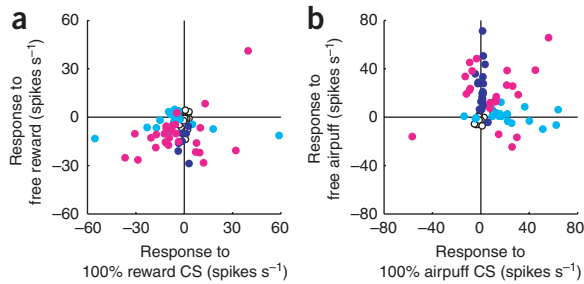 a
Response to
free reward (spikes s⁻¹)
60
30
0
−30
−60
−60
−30
0
30
60
Response to
100% reward CS (spikes s⁻¹)
b
Response to
free airpuff (spikes s⁻¹)
80
40
0
−40
−80
−80
−40
0
40
80
Response to
100% airpuff CS (spikes s⁻¹)